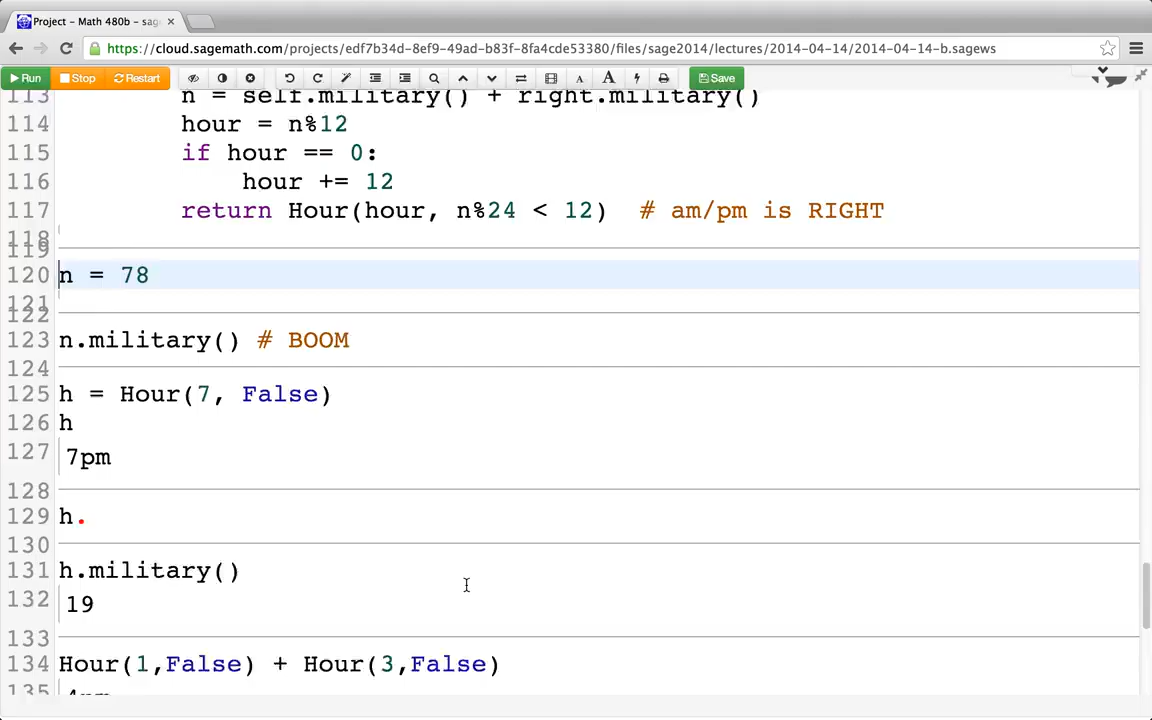 Project – Math 480b – sag
https://cloud.sagemath.com/projects/edf7b34d-8ef9-49ad-b83f-8fa4cde53380/files/sage2014/lectures/2014-04-14/2014-04-14-b.sagews
Run Stop Restart A A Save
113 n = self.military() + right.military()
114 hour = n%12
115 if hour == 0:
116 hour += 12
117 return Hour(hour, n%24 < 12) # am/pm is RIGHT
118
119
120 n = 78
121
122
123 n.military() # BOOM
124
125 h = Hour(7, False)
126 h
127 7pm
128
129 h.
130
131 h.military()
132 19
133
134 Hour(1,False) + Hour(3,False)
135 4pm